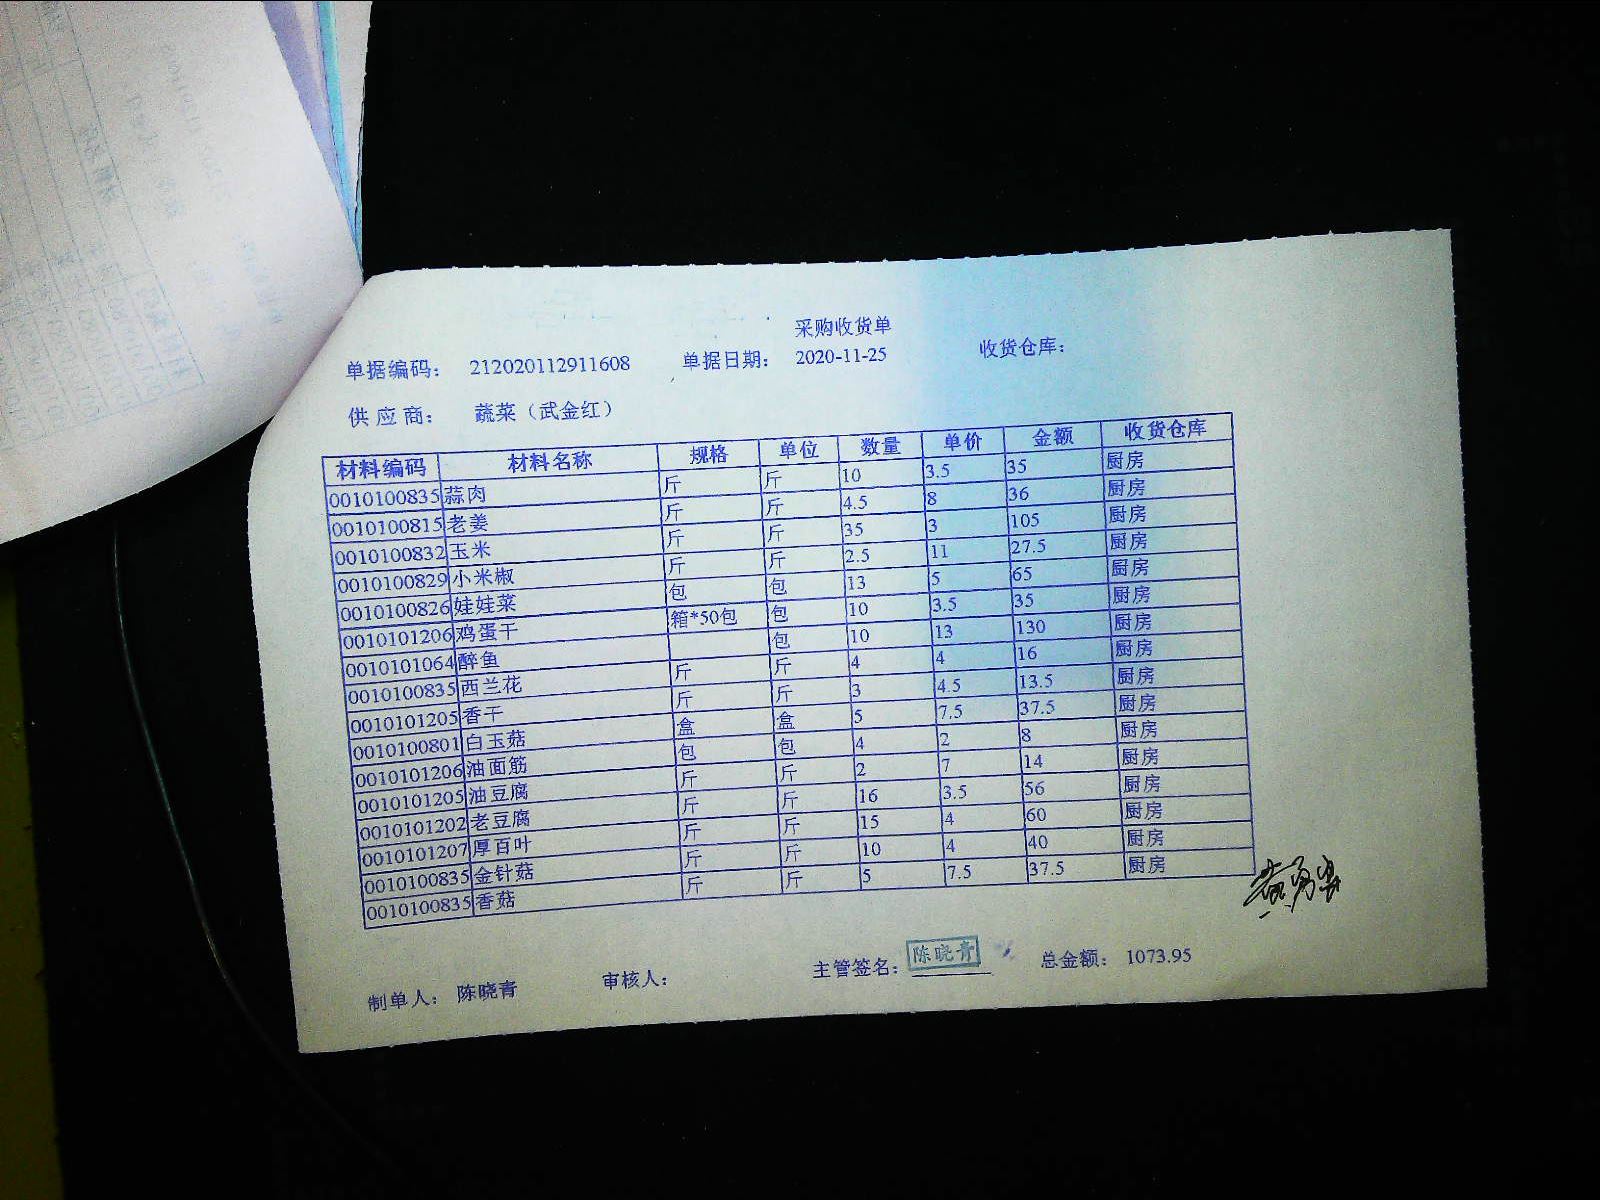 采购收货单
单据编码： 212020112911608 单据日期： 2020-11-25 收货仓库：
供 应 商： 蔬菜（武金红）
材料编码 材料名称 规格 单位 数量 单价 金额 收货仓库
0010100835 蒜肉 斤 斤 10 3.5 35 厨房
0010100815 老姜 斤 斤 4.5 8 36 厨房
0010100832 玉米 斤 斤 35 3 105 厨房
0010100829 小米椒 斤 斤 2.5 11 27.5 厨房
0010100826 娃娃菜 包 包 13 5 65 厨房
0010101206 鸡蛋干 箱*50包 包 10 3.5 35 厨房
0010101064 醉鱼 包 10 13 130 厨房
0010100835 西兰花 斤 斤 4 4 16 厨房
0010101205 香干 斤 斤 3 4.5 13.5 厨房
0010100801 白玉菇 盒 盒 5 7.5 37.5 厨房
0010101206 油面筋 包 包 4 2 8 厨房
0010101205 油豆腐 斤 斤 2 7 14 厨房
0010101202 老豆腐 斤 斤 16 3.5 56 厨房
0010101207 厚百叶 斤 斤 15 4 60 厨房
0010100835 金针菇 斤 斤 10 4 40 厨房
0010100835 香菇 斤 斤 5 7.5 37.5 厨房
制单人： 陈晓青 审核人： 主管签名： 陈晓青 总金额： 1073.95